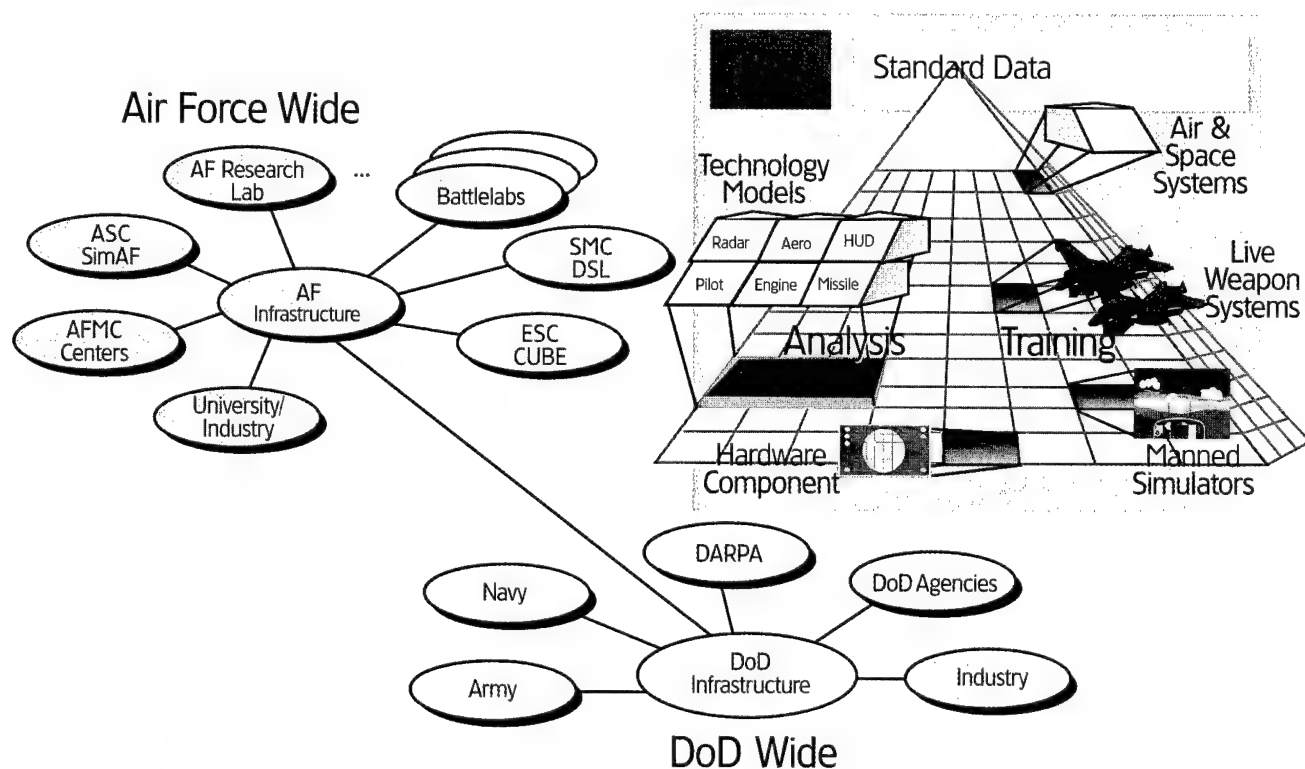 Air Force Wide
AF Research
Lab
...
Battlelabs
ASC
SimAF
SMC
DSL
AF
Infrastructure
AFMC
Centers
ESC
CUBE
University/
Industry
Standard Data
Air &
Space
Systems
Technology
Models
Radar
Aero
HUD
Pilot
Engine
Missile
Live
Weapon
Systems
Analysis
Training
Hardware
Component
Manned
Simulators
DARPA
Navy
DoD Agencies
DoD
Infrastructure
Army
Industry
DoD Wide